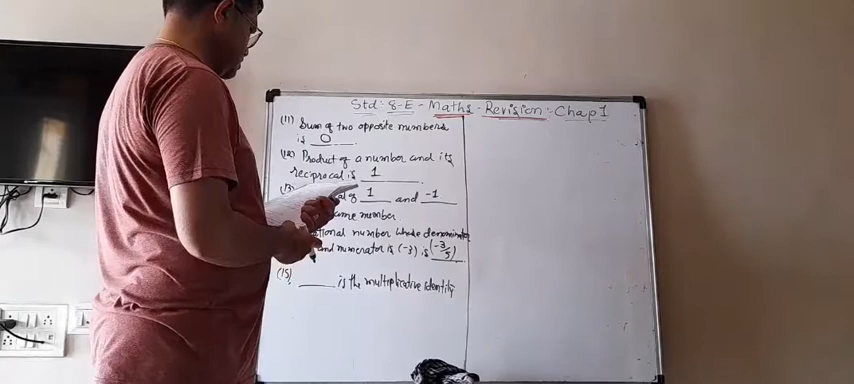 Std :- 8-E - Maths - Revision :- Chap 1
(11) Sum of two opposite numbers
is 0 .
(12) Product of a number and its
reciprocal is 1
of 1 and -1
same number
number whose denominator
and numerator is (-3) is (-3/5)
(15) ______ is the multiplicative identity